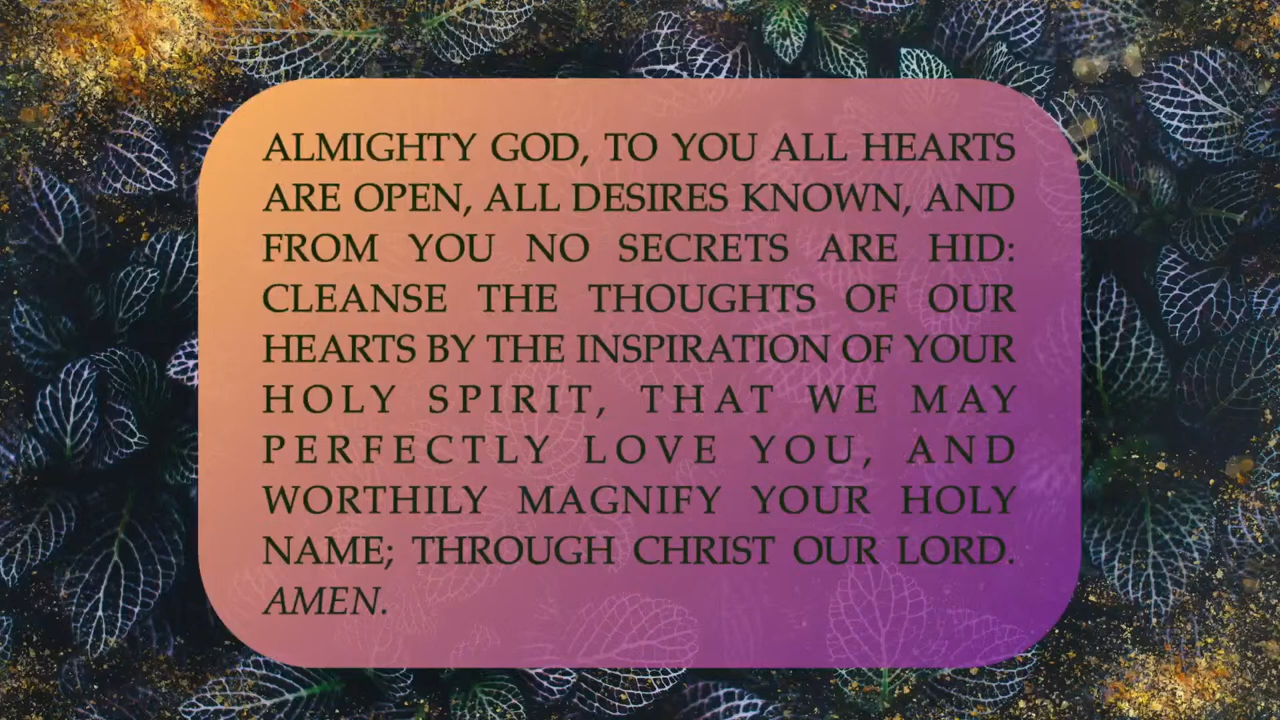 ALMIGHTY GOD, TO YOU ALL HEARTS
ARE OPEN, ALL DESIRES KNOWN, AND
FROM YOU NO SECRETS ARE HID:
CLEANSE THE THOUGHTS OF OUR
HEARTS BY THE INSPIRATION OF YOUR
HOLY SPIRIT, THAT WE MAY
PERFECTLY LOVE YOU, AND
WORTHILY MAGNIFY YOUR HOLY
NAME; THROUGH CHRIST OUR LORD.
AMEN.